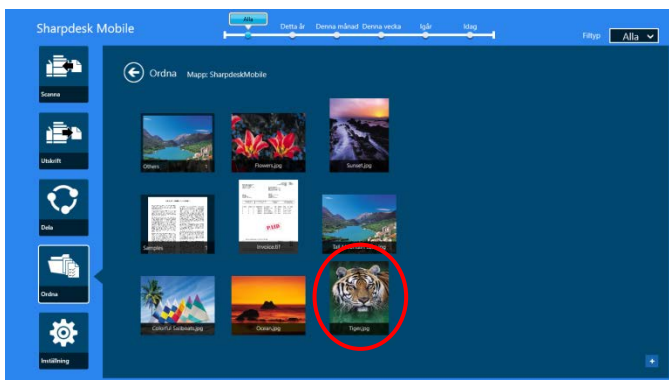 Sharpdesk Mobile
Alla
Detta år
Denna månad
Denna vecka
Igår
Idag
Filtyp
Alla
Scanna
Utskrift
Dela
Ordna
Inställning
Ordna
Mapp: SharpdeskMobile
Others
Flowers.jpg
Sunset.jpg
Samples
Invoice.tif
PAID
Colorful Sailboats.jpg
Ocean.jpg
Tiger.jpg